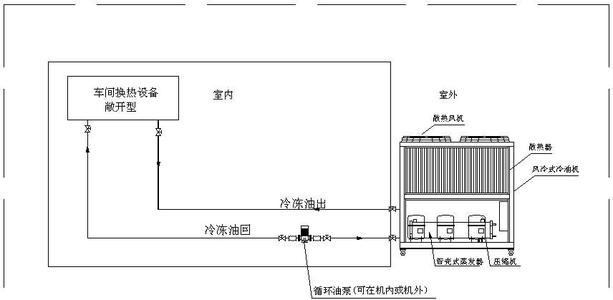 车间换热设备
敞开型
室内
室外
散热风机
散热器
风冷式冷油机
冷冻油出
冷冻油回
管壳式蒸发器
压缩机
循环油泵(可在机内或机外)